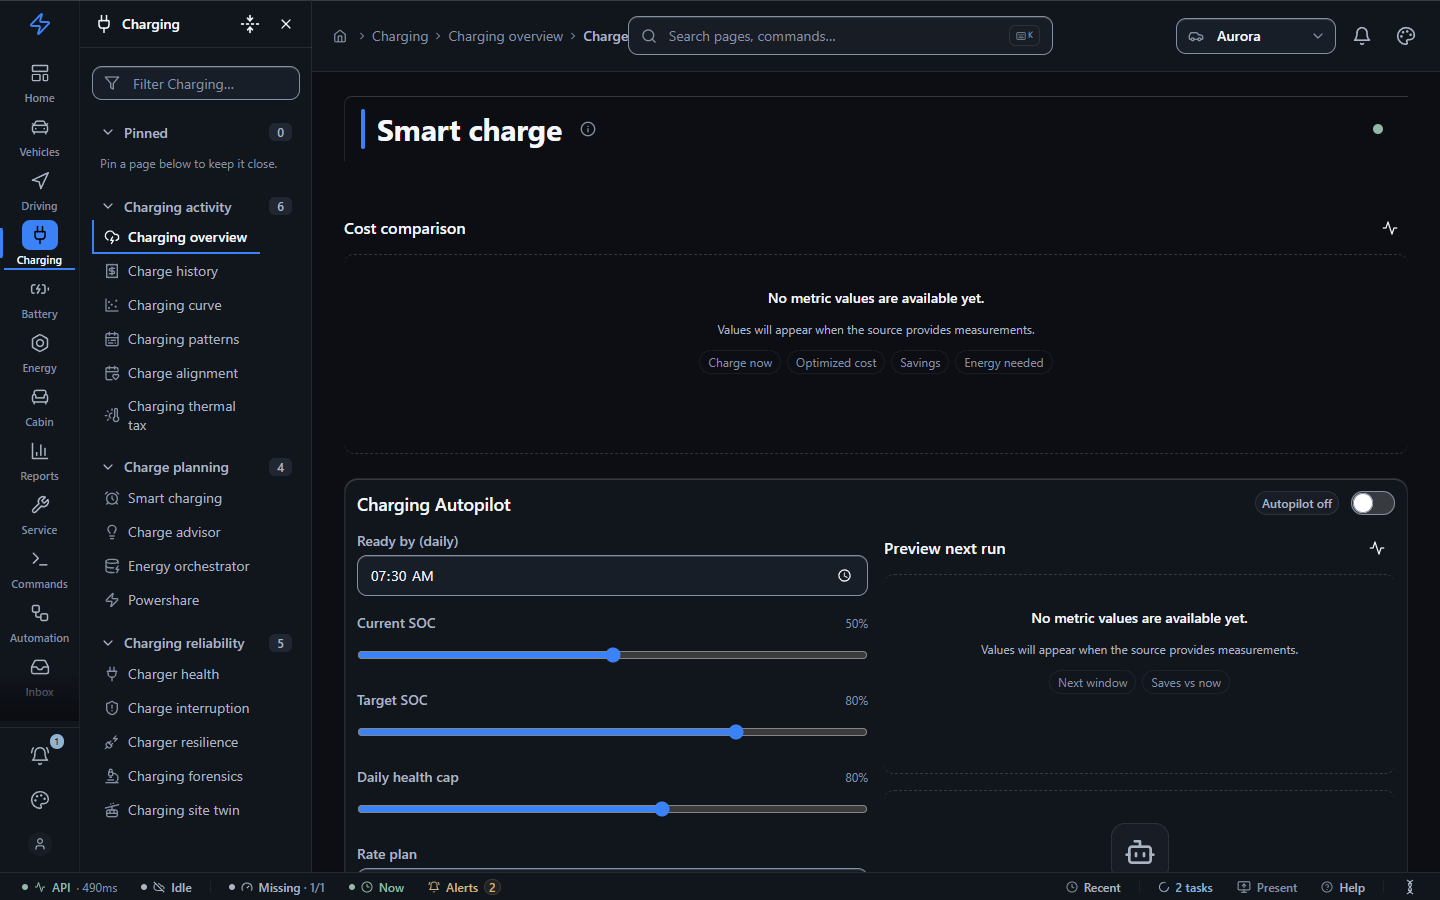 Charging
Home
Vehicles
Driving
Charging
Battery
Energy
Cabin
Reports
Service
Commands
Automation
Inbox
1
Filter Charging...
Pinned 0
Pin a page below to keep it close.
Charging activity 6
Charging overview
Charge history
Charging curve
Charging patterns
Charge alignment
Charging thermal
tax
Charge planning 4
Smart charging
Charge advisor
Energy orchestrator
Powershare
Charging reliability 5
Charger health
Charge interruption
Charger resilience
Charging forensics
Charging site twin
Charging Charging overview Charge
Search pages, commands... K
Aurora
Smart charge
Cost comparison
No metric values are available yet.
Values will appear when the source provides measurements.
Charge now Optimized cost Savings Energy needed
Charging Autopilot
Autopilot off
Ready by (daily)
07:30 AM
Current SOC 50%
Target SOC 80%
Daily health cap 80%
Rate plan
Preview next run
No metric values are available yet.
Values will appear when the source provides measurements.
Next window Saves vs now
API · 490ms Idle Missing · 1/1 Now Alerts 2 Recent 2 tasks Present Help